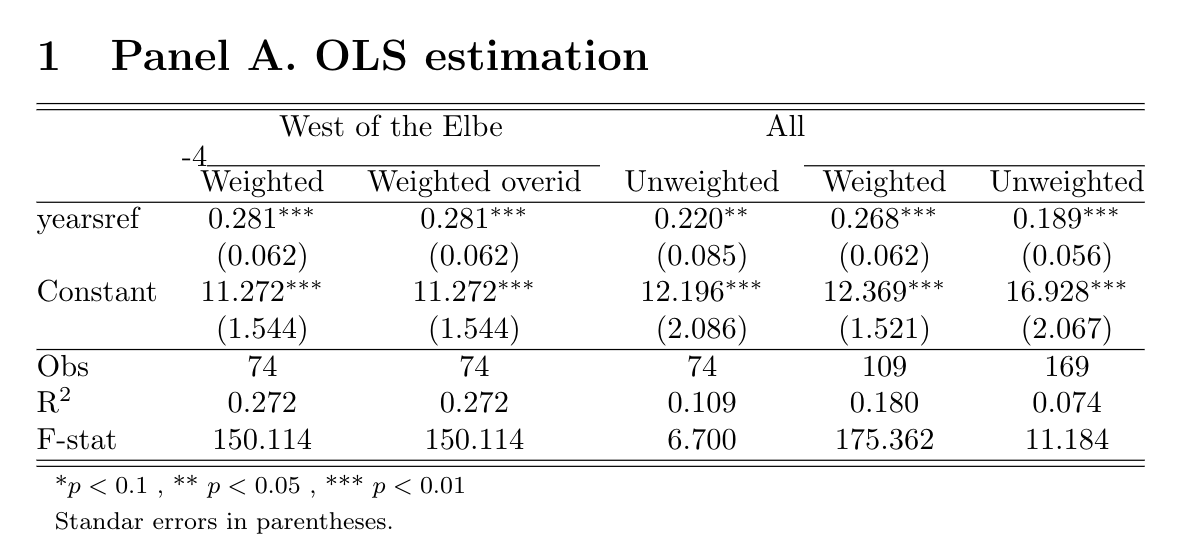 1 Panel A. OLS estimation
West of the Elbe All
-4
Weighted Weighted overid Unweighted Weighted Unweighted
yearsref 0.281*** 0.281*** 0.220** 0.268*** 0.189***
(0.062) (0.062) (0.085) (0.062) (0.056)
Constant 11.272*** 11.272*** 12.196*** 12.369*** 16.928***
(1.544) (1.544) (2.086) (1.521) (2.067)
Obs 74 74 74 109 169
R² 0.272 0.272 0.109 0.180 0.074
F-stat 150.114 150.114 6.700 175.362 11.184
*p < 0.1 , ** p < 0.05 , *** p < 0.01
Standar errors in parentheses.